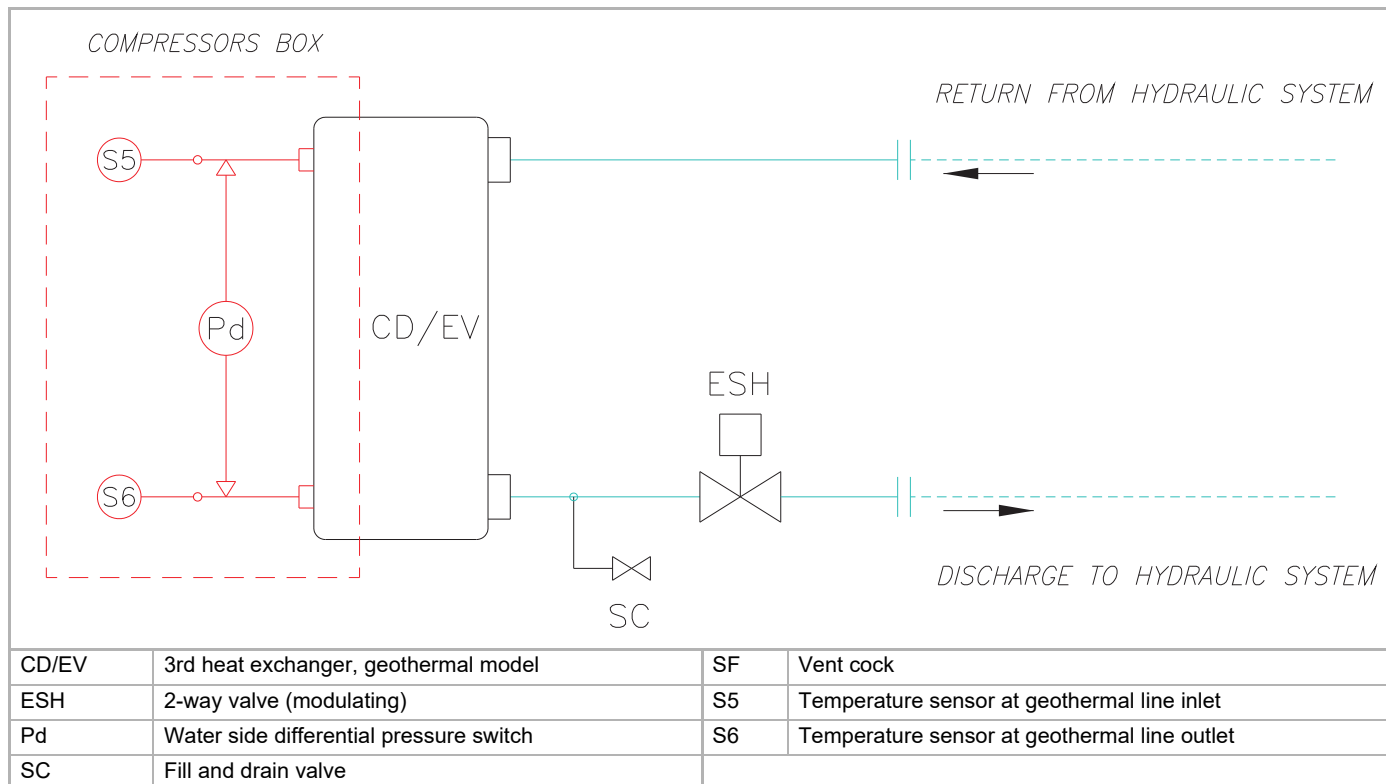 COMPRESSORS BOX
RETURN FROM HYDRAULIC SYSTEM
S5
Pd
CD/EV
ESH
S6
DISCHARGE TO HYDRAULIC SYSTEM
SC
CD/EV 3rd heat exchanger, geothermal model SF Vent cock
ESH 2-way valve (modulating) S5 Temperature sensor at geothermal line inlet
Pd Water side differential pressure switch S6 Temperature sensor at geothermal line outlet
SC Fill and drain valve